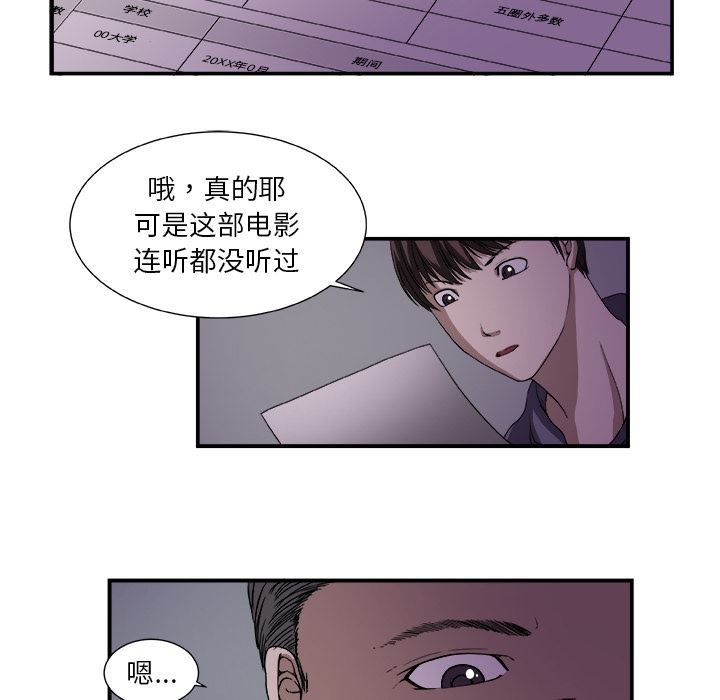 数
学校
五圈外多数
00大学
20XX年0月
期间
哦，真的耶
可是这部电影
连听都没听过
嗯…